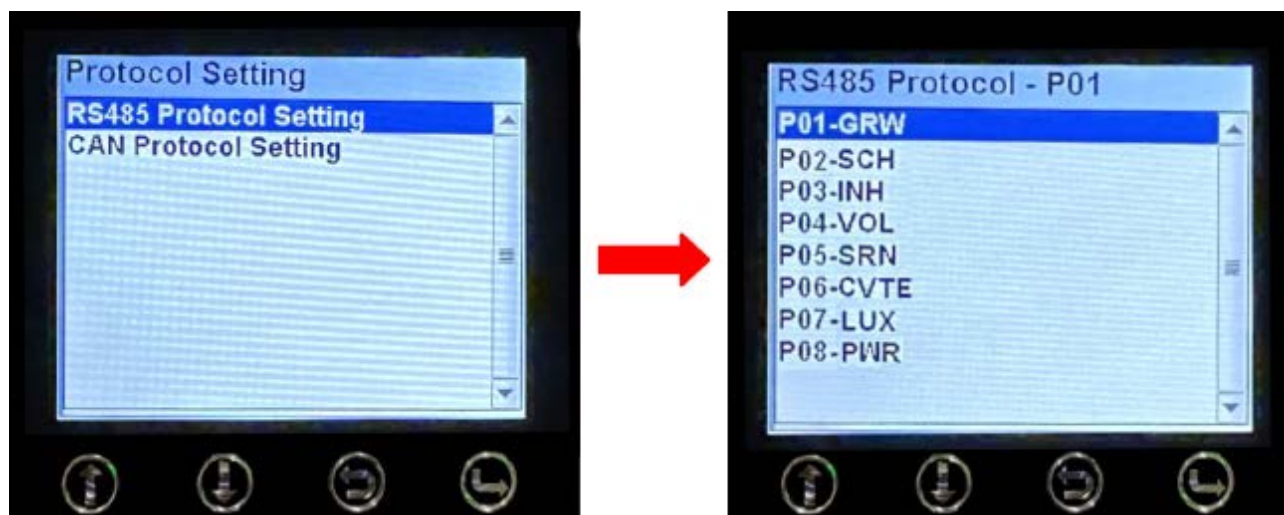 Protocol Setting
RS485 Protocol Setting
CAN Protocol Setting
RS485 Protocol - P01
P01-GRW
P02-SCH
P03-INH
P04-VOL
P05-SRN
P06-CVTE
P07-LUX
P08-PWR